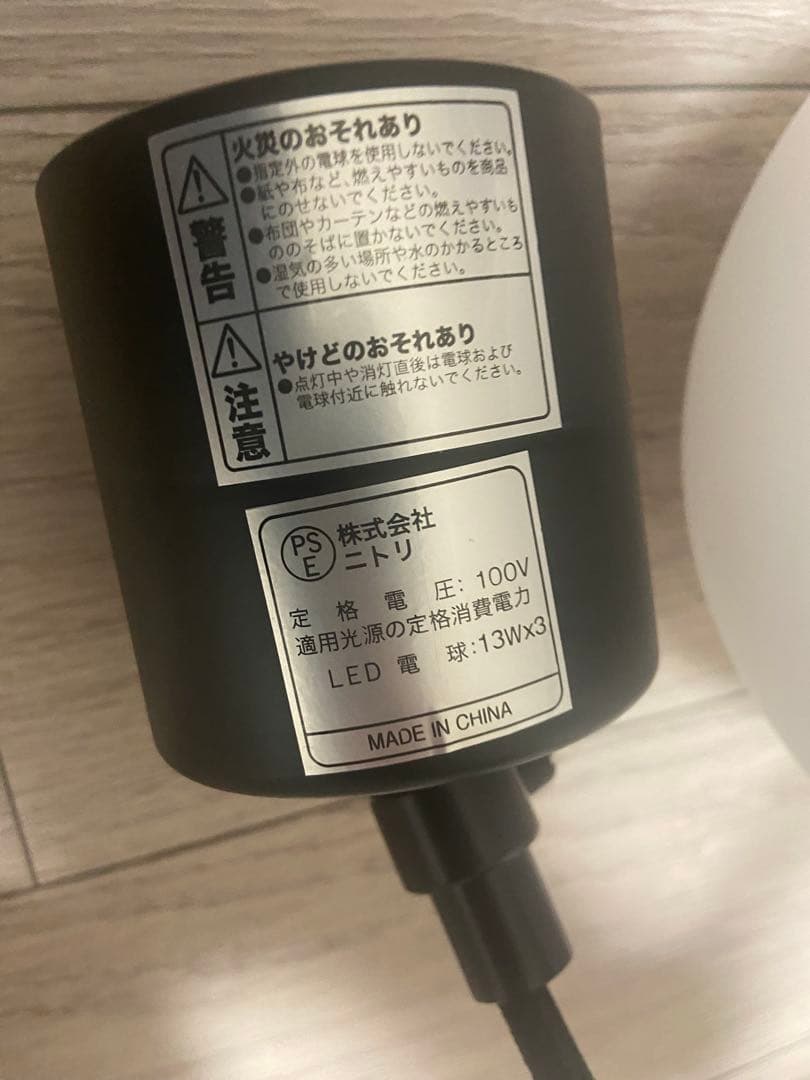 警告
火災のおそれあり
●指定外の電球を使用しないでください。
●紙や布など、燃えやすいものを商品
にのせないでください。
●布団やカーテンなどの燃えやすいも
ののそばに置かないでください。
●湿気の多い場所や水のかかるところ
で使用しないでください。
注意
やけどのおそれあり
●点灯中や消灯直後は電球および
電球付近に触れないでください。
PS
E
株式会社
ニトリ
定格電圧:100V
適用光源の定格消費電力
LED電球:13Wx3
MADE IN CHINA